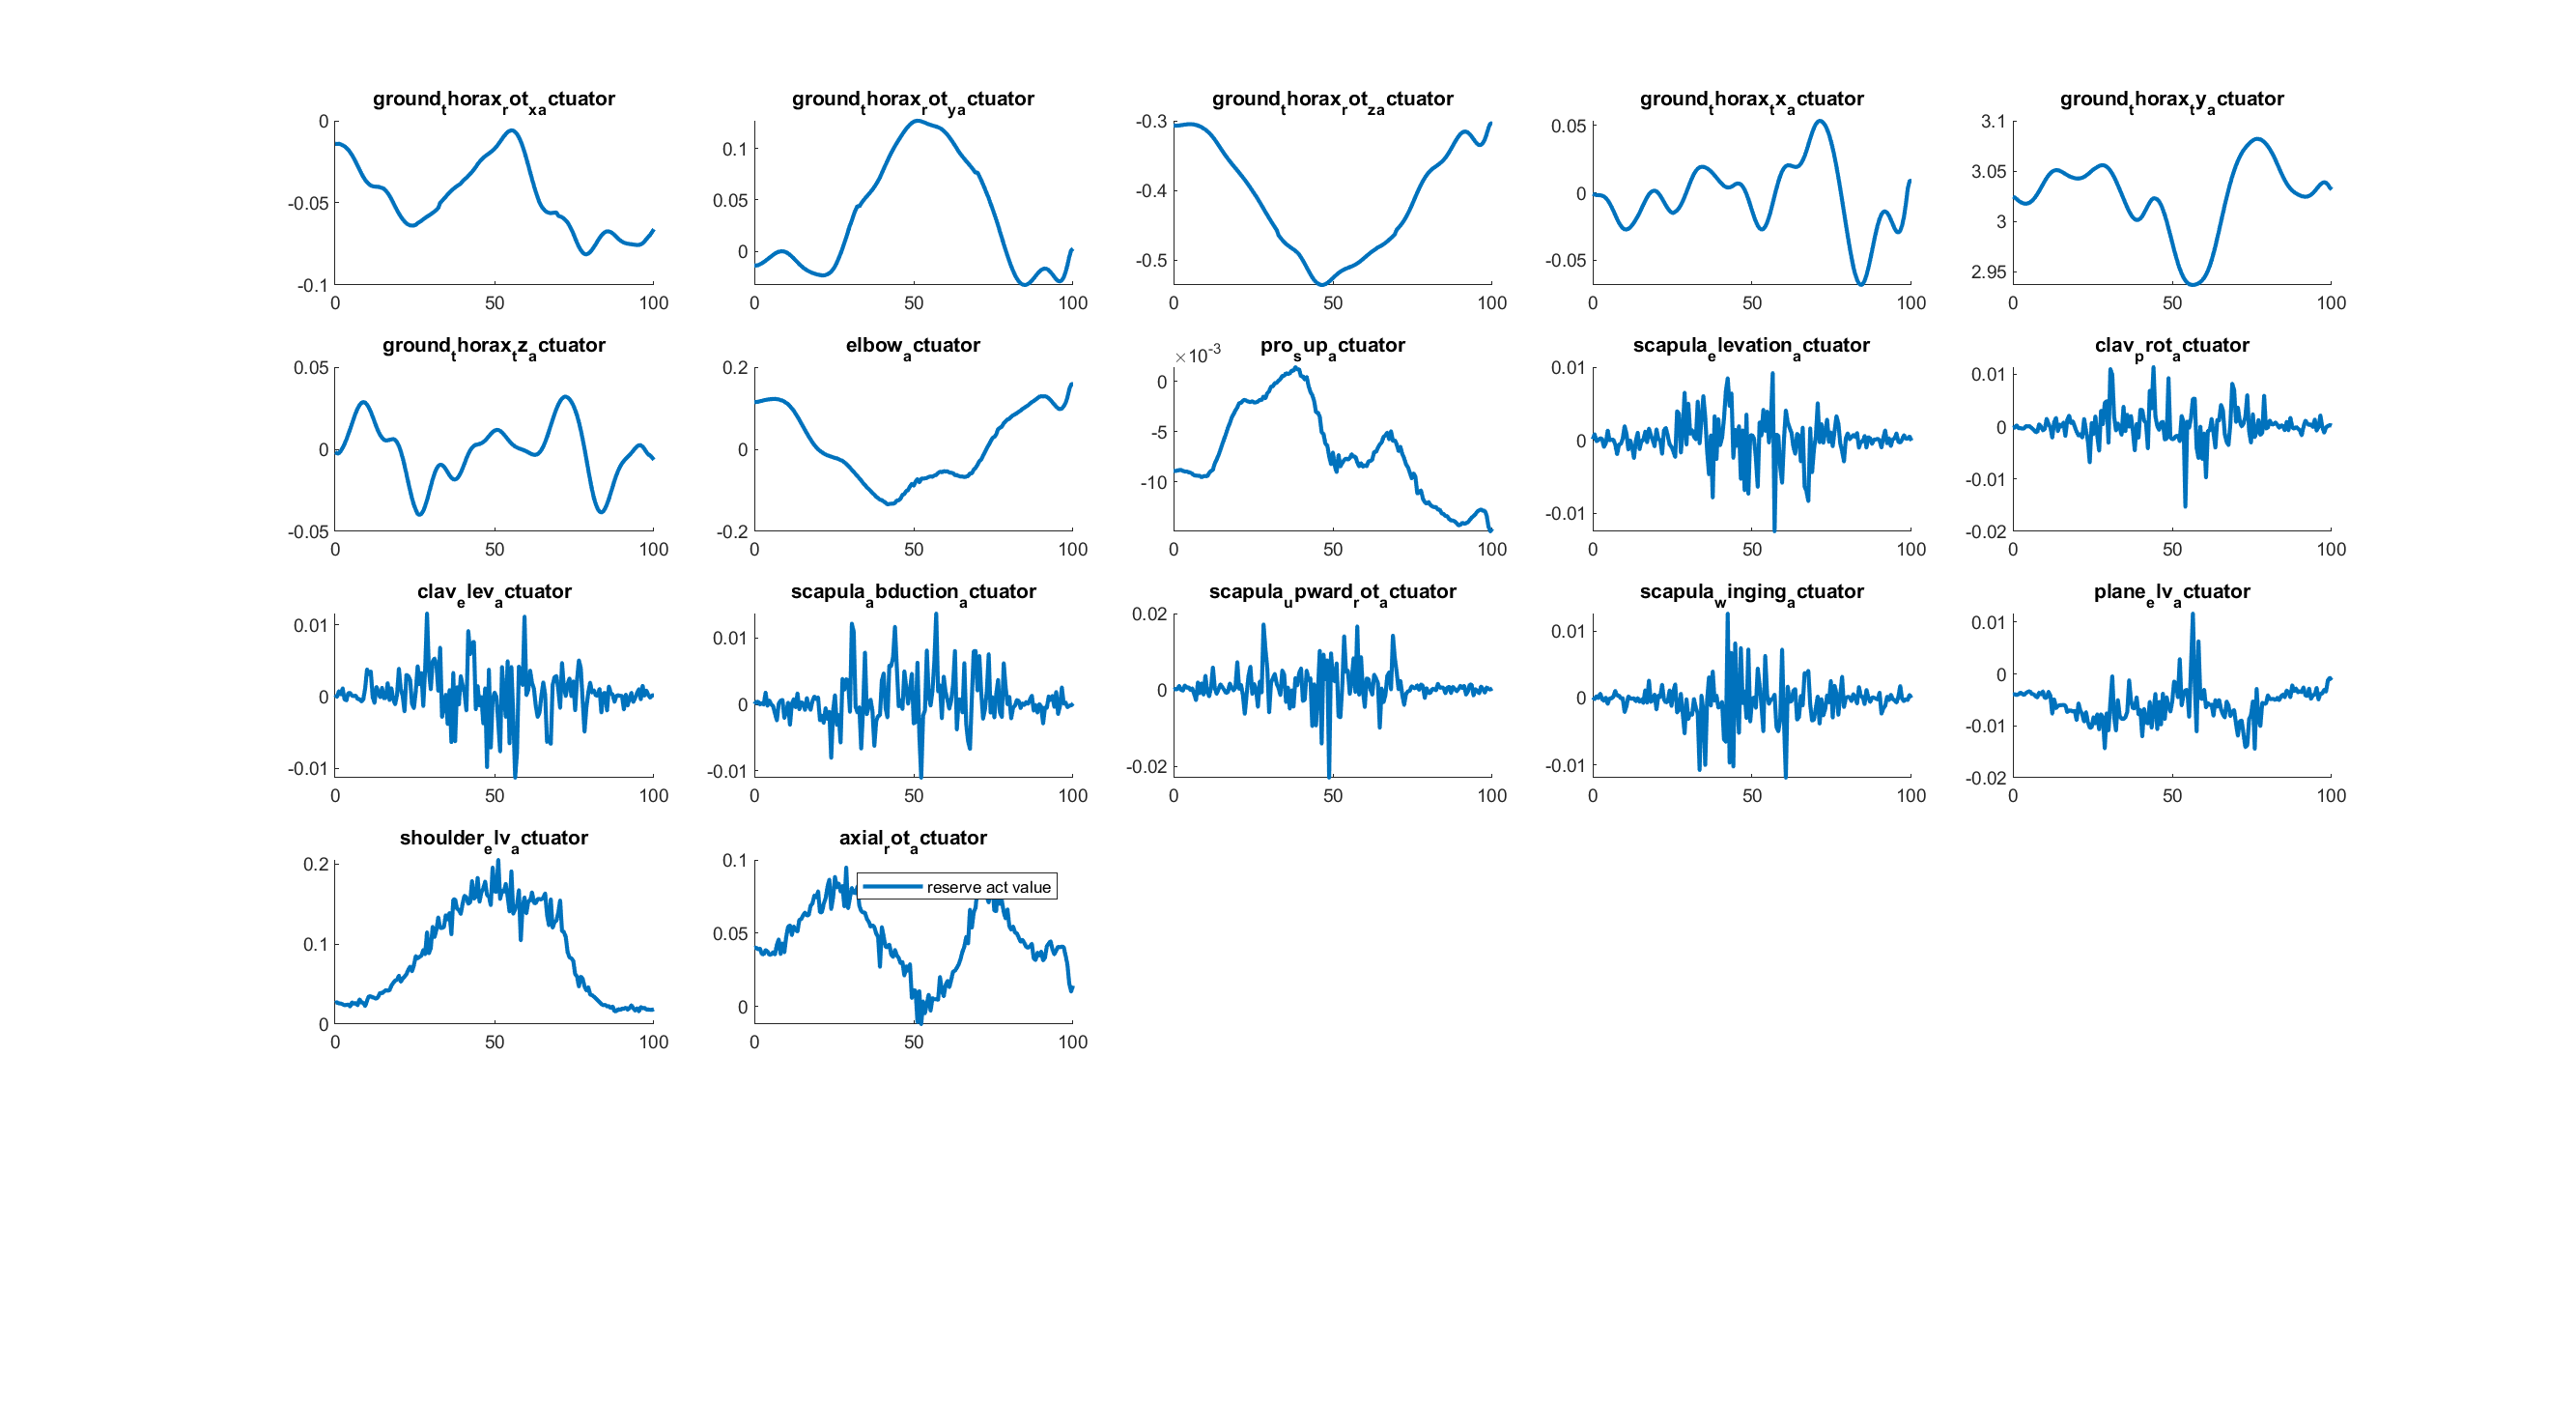 ground_thorax_rot_xactuator ground_thorax_rot_yactuator ground_thorax_rot_zactuator ground_thorax_tx_actuator ground_thorax_ty_actuator
0 0.1 -0.3 0.05 3.1
-0.05 0.05 -0.4 0 3.05
-0.1 0 -0.5 -0.05 3
2.95
0 50 100 0 50 100 0 50 100 0 50 100 0 50 100
ground_thorax_tz_actuator elbow_actuator pro_sup_actuator scapula_elevation_actuator clav_prot_actuator
×10-3
0.05 0.2 0 0.01 0.01
0 0 -5 0 0
-0.05 -0.2 -10 -0.01 -0.01
-0.02
0 50 100 0 50 100 0 50 100 0 50 100 0 50 100
clav_elev_actuator scapula_abduction_actuator scapula_upward_rot_actuator scapula_winging_actuator plane_elv_actuator
0.01 0.01 0.02 0.01 0.01
0 0 0 0 0
-0.01 -0.01 -0.02 -0.01 -0.01
-0.02
0 50 100 0 50 100 0 50 100 0 50 100 0 50 100
shoulder_elv_actuator axial_rot_actuator
0.2 0.1
reserve act value
0.1 0.05
0 0
0 50 100 0 50 100